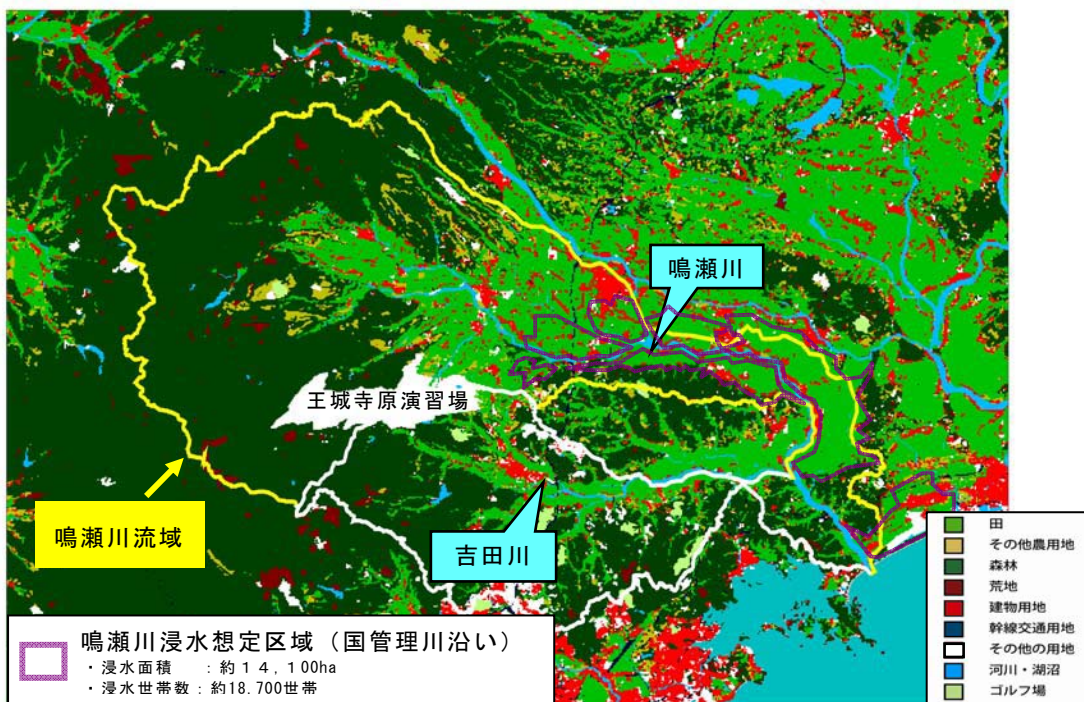 鳴瀬川
王城寺原演習場
鳴瀬川流域
吉田川
田
その他農用地
森林
荒地
建物用地
幹線交通用地
その他の用地
河川・湖沼
ゴルフ場
鳴瀬川浸水想定区域（国管理川沿い）
・浸水面積　：約１４，１００ha
・浸水世帯数：約18.700世帯